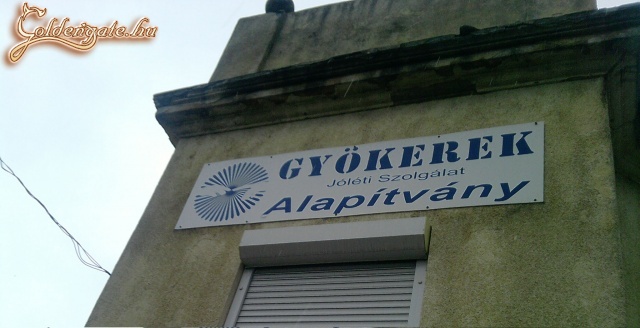 Goldengate.hu
GYÖKEREK
Jóléti Szolgálat
Alapítvány